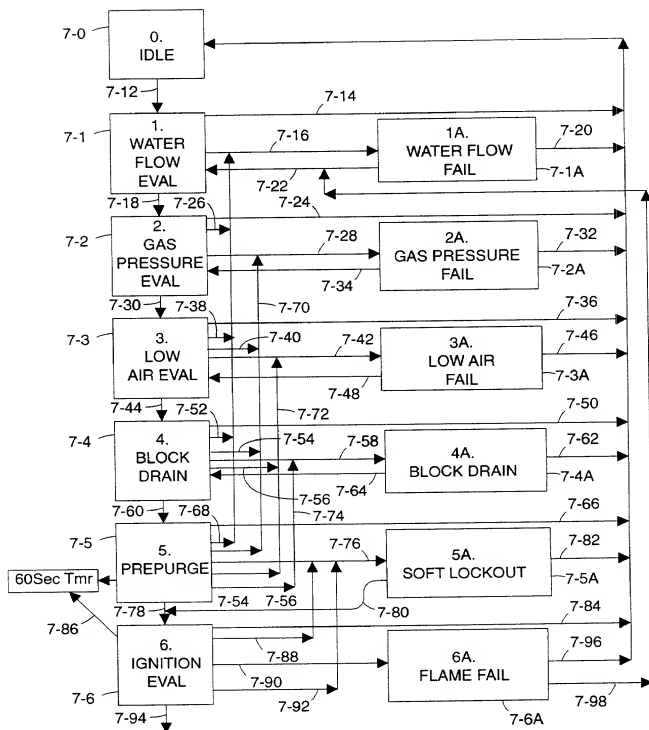 7-0
0.
IDLE
7-12
7-14
7-1
1.
WATER
FLOW
EVAL
7-16
1A.
WATER FLOW
FAIL
7-20
7-22
7-1A
7-18
7-26
7-24
7-2
2.
GAS
PRESSURE
EVAL
7-28
2A.
GAS PRESSURE
FAIL
7-32
7-34
7-2A
7-30
7-70
7-38
7-36
7-3
3.
LOW
AIR EVAL
7-40
7-42
3A.
LOW AIR
FAIL
7-46
7-48
7-3A
7-44
7-52
7-72
7-50
7-4
4.
BLOCK
DRAIN
7-54
7-58
4A.
BLOCK DRAIN
7-62
7-56
7-64
7-4A
7-60
7-68
7-74
7-66
7-5
5.
PREPURGE
7-76
5A.
SOFT LOCKOUT
7-82
7-5A
60Sec Tmr
7-78
7-54
7-56
7-80
7-84
7-86
6.
IGNITION
EVAL
7-88
6A.
FLAME FAIL
7-96
7-6
7-90
7-92
7-98
7-94
7-6A